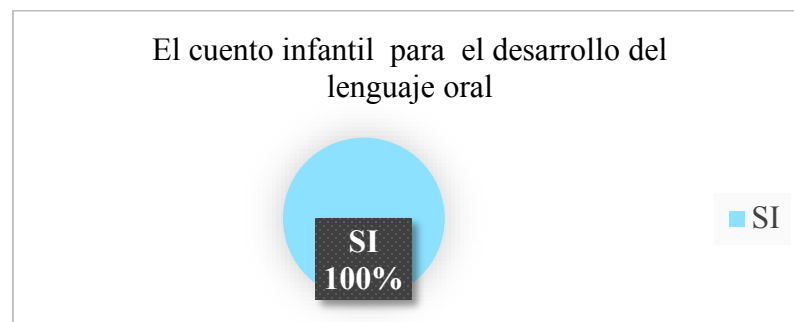 El cuento infantil para el desarrollo del
lenguaje oral
SI
100%
SI